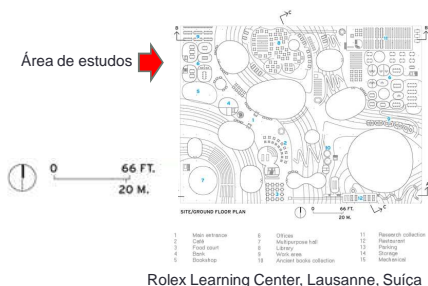 Área de estudos
0 66 FT.
20 M.
SITE/GROUND FLOOR PLAN
0 66 FT.
20 M.
1 Main entrance
2 Café
3 Food court
4 Bank
5 Bookshop
6 Offices
7 Multipurpose hall
8 Library
9 Work area
10 Ancient books collection
11 Research collection
12 Restaurant
13 Parking
14 Storage
15 Mechanical
Rolex Learning Center, Lausanne, Suíça